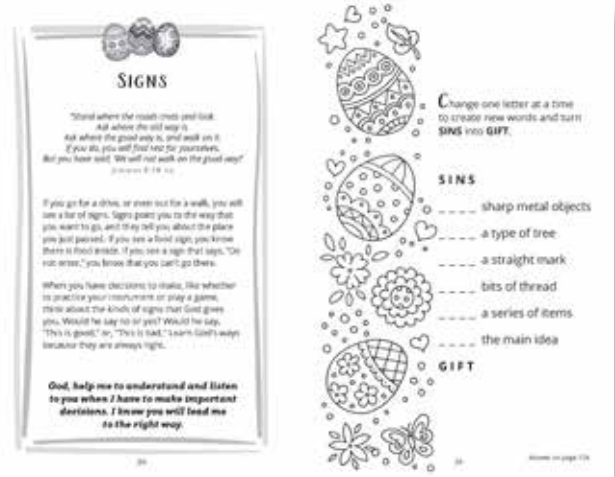 SIGNS
"Stand where the roads cross and look.
Ask where the old way is.
Ask where the good way is, and walk on it.
If you do, you will find rest for yourselves.
But you have said, 'We will not walk on the good way!'
If you go for a drive, or even out for a walk, you will
see a lot of signs. Signs point you to the way that
you want to go, and they tell you about the place
you just passed. If you see a food sign, you know
there is food inside. If you see a sign that says, "Do
not enter," you know that you can't go there.
When you have decisions to make, like whether
to practice your instrument or play a game,
think about the kinds of signs that God gives
you. Would he say no or yes? Would he say,
"This is good," or, "This is bad." Learn God's ways
because they are always right.
God, help me to understand and listen
to you when I have to make important
decisions. I know you will lead me
to the right way.
Change one letter at a time
to create new words and turn
SINS into GIFT.
SINS
_ _ _ _ sharp metal objects
_ _ _ _ a type of tree
_ _ _ _ a straight mark
_ _ _ _ bits of thread
_ _ _ _ a series of items
_ _ _ _ the main idea
GIFT
Answer on page